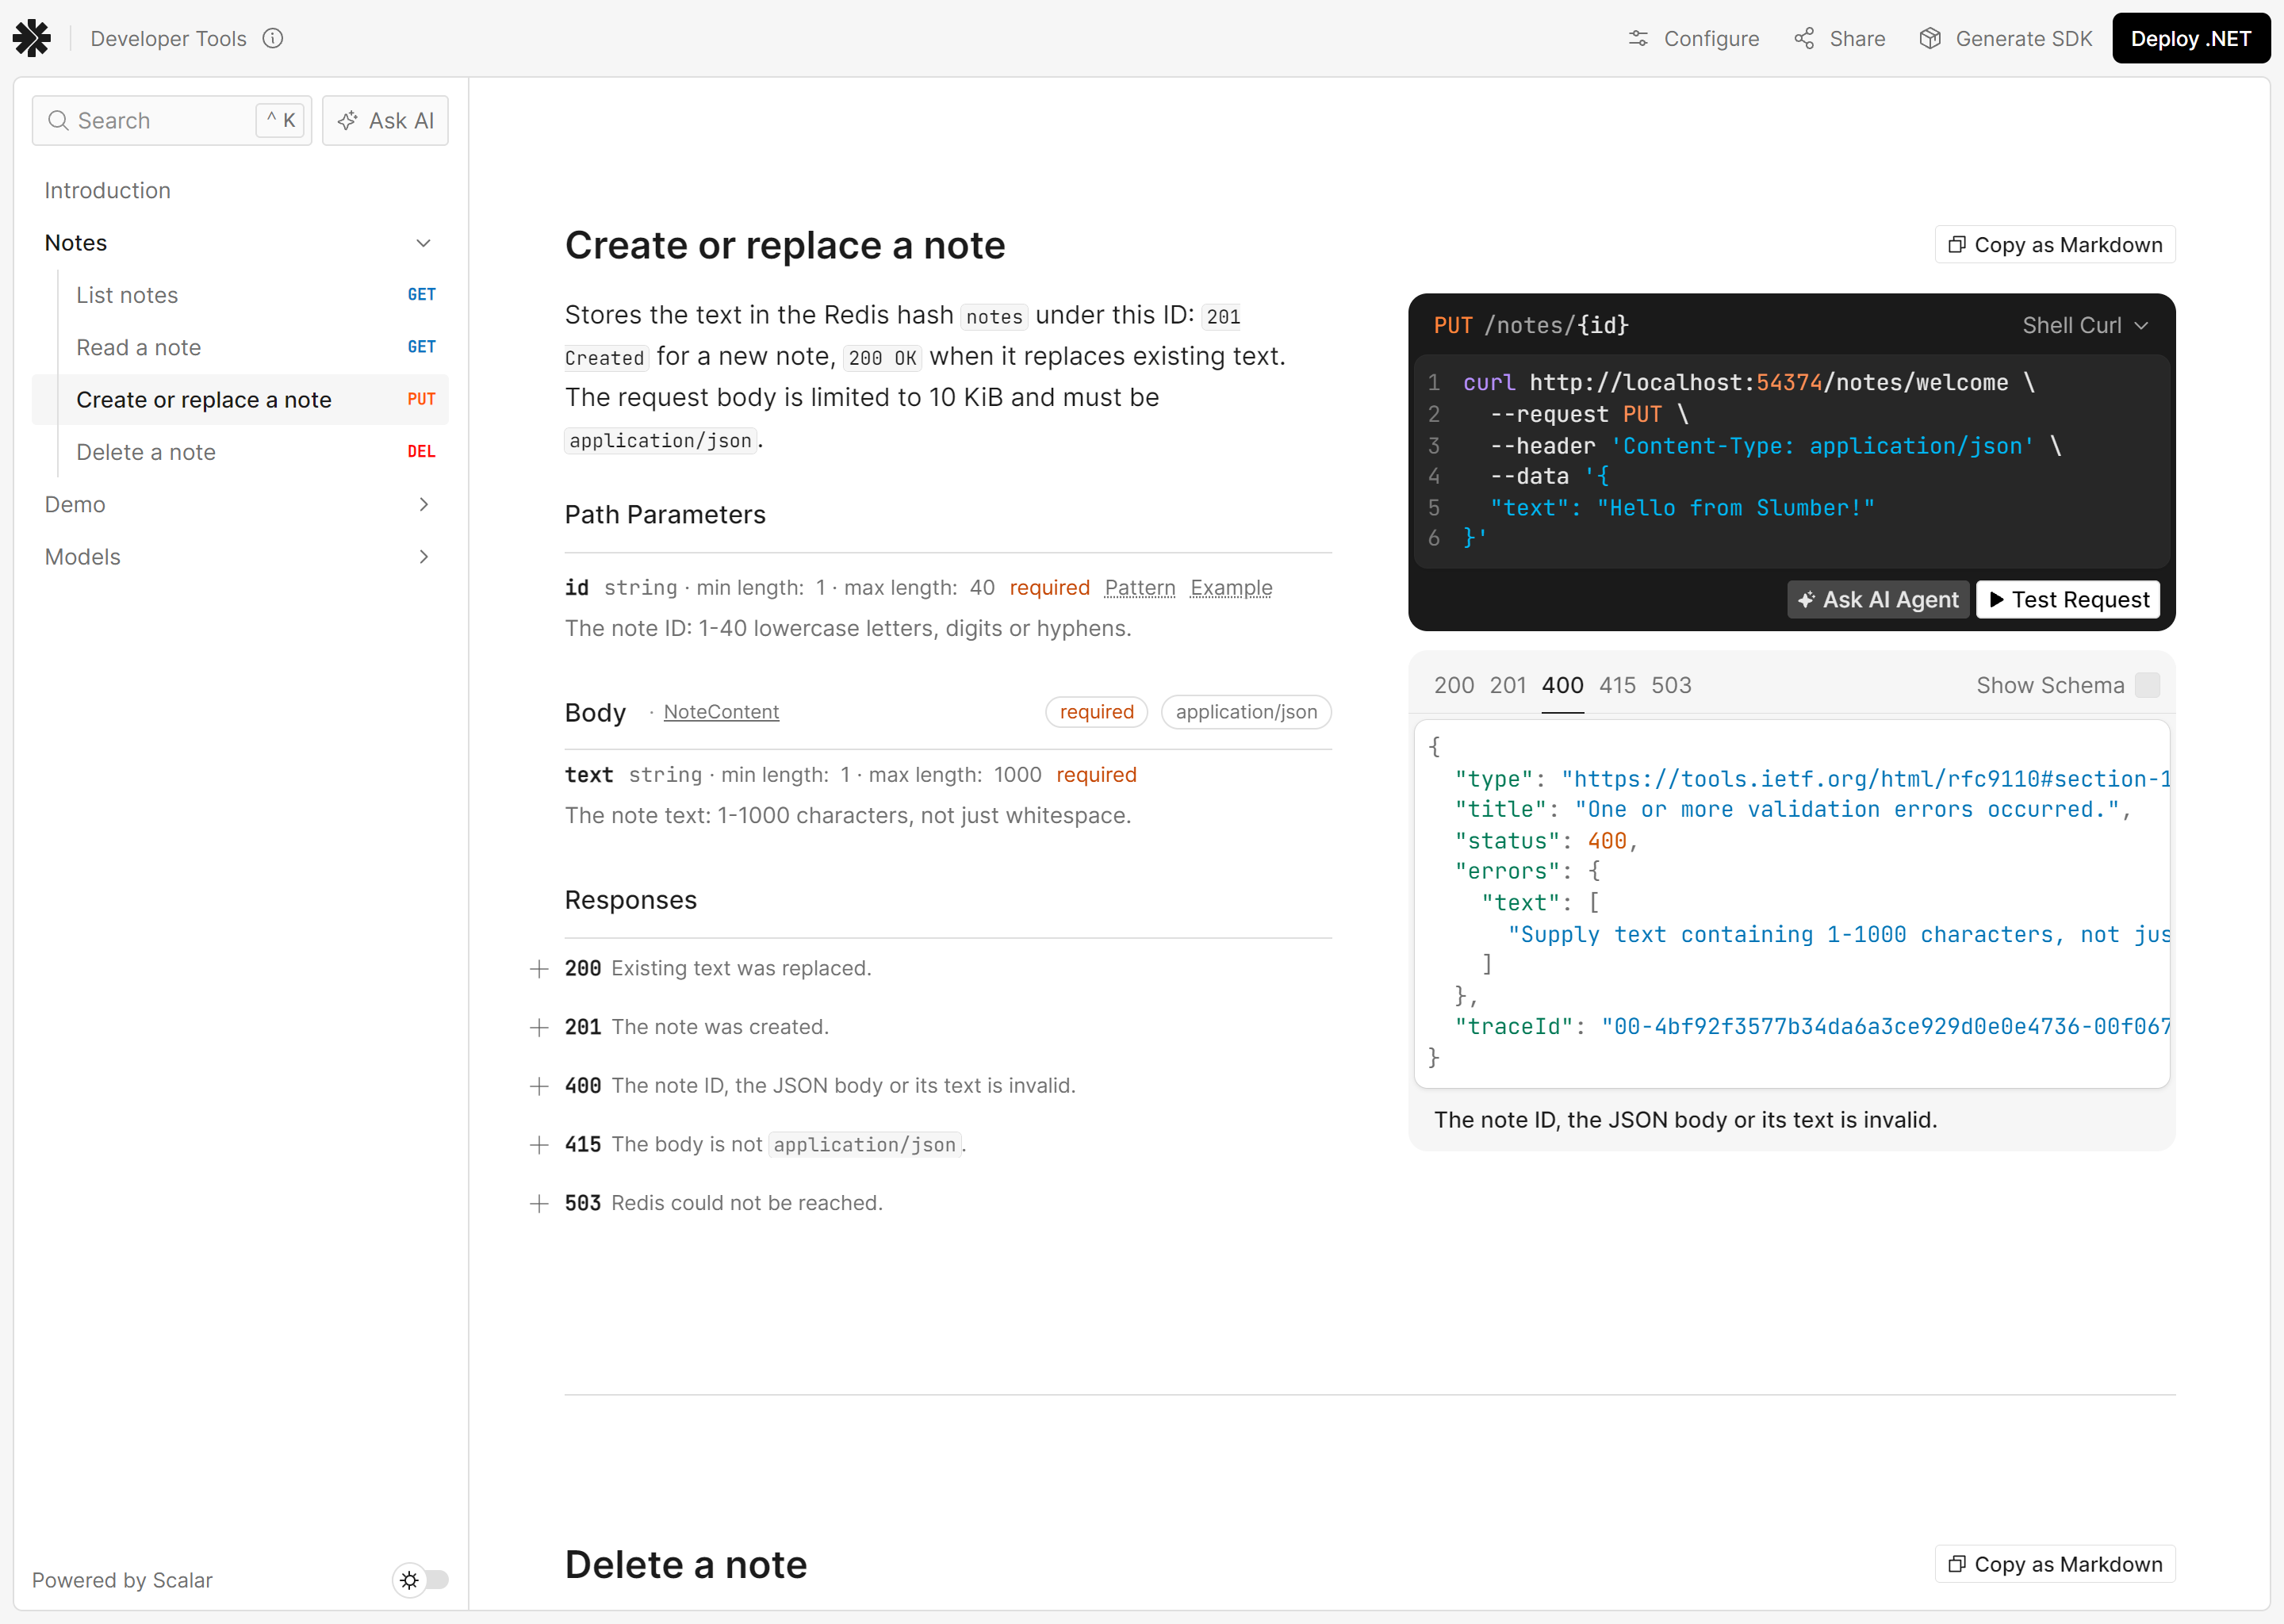 Developer Tools
Configure
Share
Generate SDK
Deploy .NET
Search
^ K
Ask AI
Introduction
Notes
List notes GET
Read a note GET
Create or replace a note PUT
Delete a note DEL
Demo
Models
Powered by Scalar
Create or replace a note
Copy as Markdown
Stores the text in the Redis hash notes under this ID: 201
Created for a new note, 200 OK when it replaces existing text.
The request body is limited to 10 KiB and must be
application/json.
Path Parameters
id string · min length: 1 · max length: 40 required Pattern Example
The note ID: 1-40 lowercase letters, digits or hyphens.
Body · NoteContent required application/json
text string · min length: 1 · max length: 1000 required
The note text: 1-1000 characters, not just whitespace.
Responses
200 Existing text was replaced.
201 The note was created.
400 The note ID, the JSON body or its text is invalid.
415 The body is not application/json.
503 Redis could not be reached.
PUT /notes/{id} Shell Curl
1 curl http://localhost:54374/notes/welcome \
2 --request PUT \
3 --header 'Content-Type: application/json' \
4 --data '{
5 "text": "Hello from Slumber!"
6 }'
Ask AI Agent
Test Request
200 201 400 415 503 Show Schema
{
"type": "https://tools.ietf.org/html/rfc9110#section-1
"title": "One or more validation errors occurred.",
"status": 400,
"errors": {
"text": [
"Supply text containing 1-1000 characters, not jus
]
},
"traceId": "00-4bf92f3577b34da6a3ce929d0e0e4736-00f067
}
The note ID, the JSON body or its text is invalid.
Delete a note
Copy as Markdown